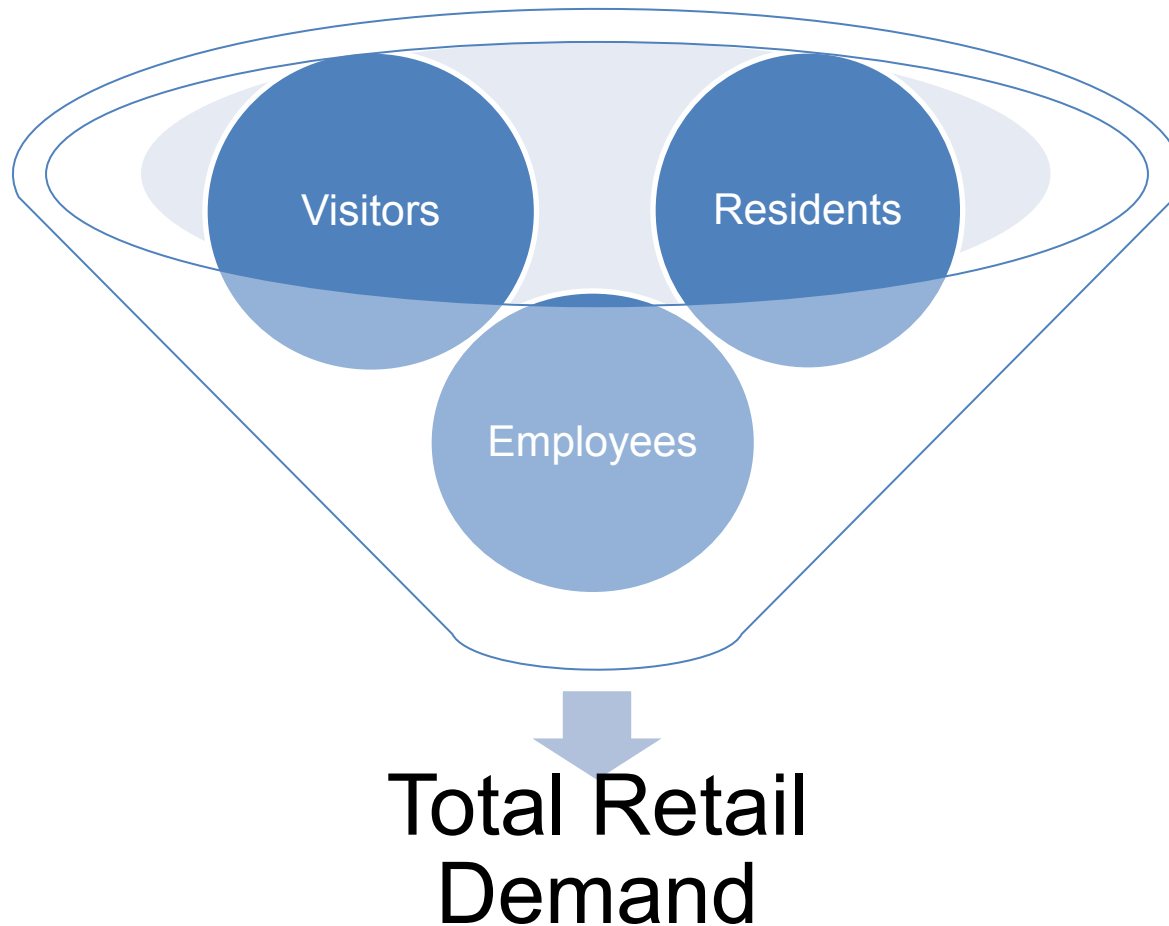 Visitors
Residents
Employees
Total Retail
Demand